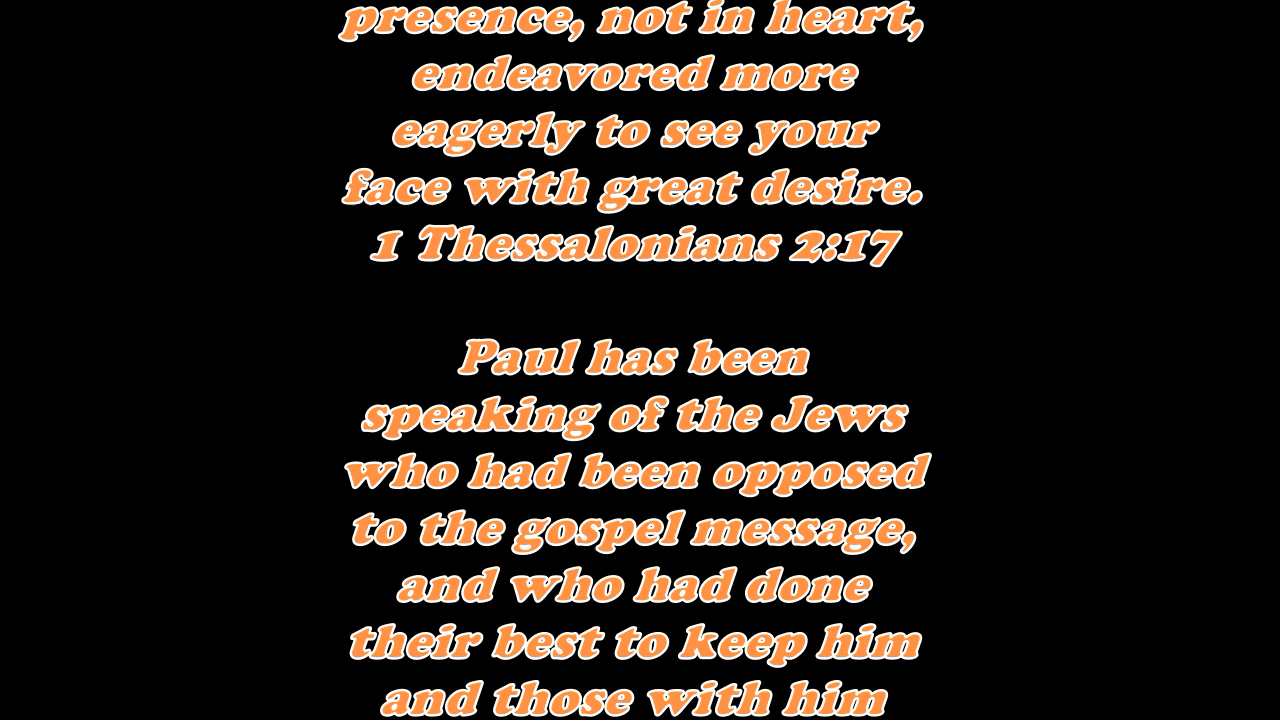 presence, not in heart,
endeavored more
eagerly to see your
face with great desire.
1 Thessalonians 2:17
Paul has been
speaking of the Jews
who had been opposed
to the gospel message,
and who had done
their best to keep him
and those with him